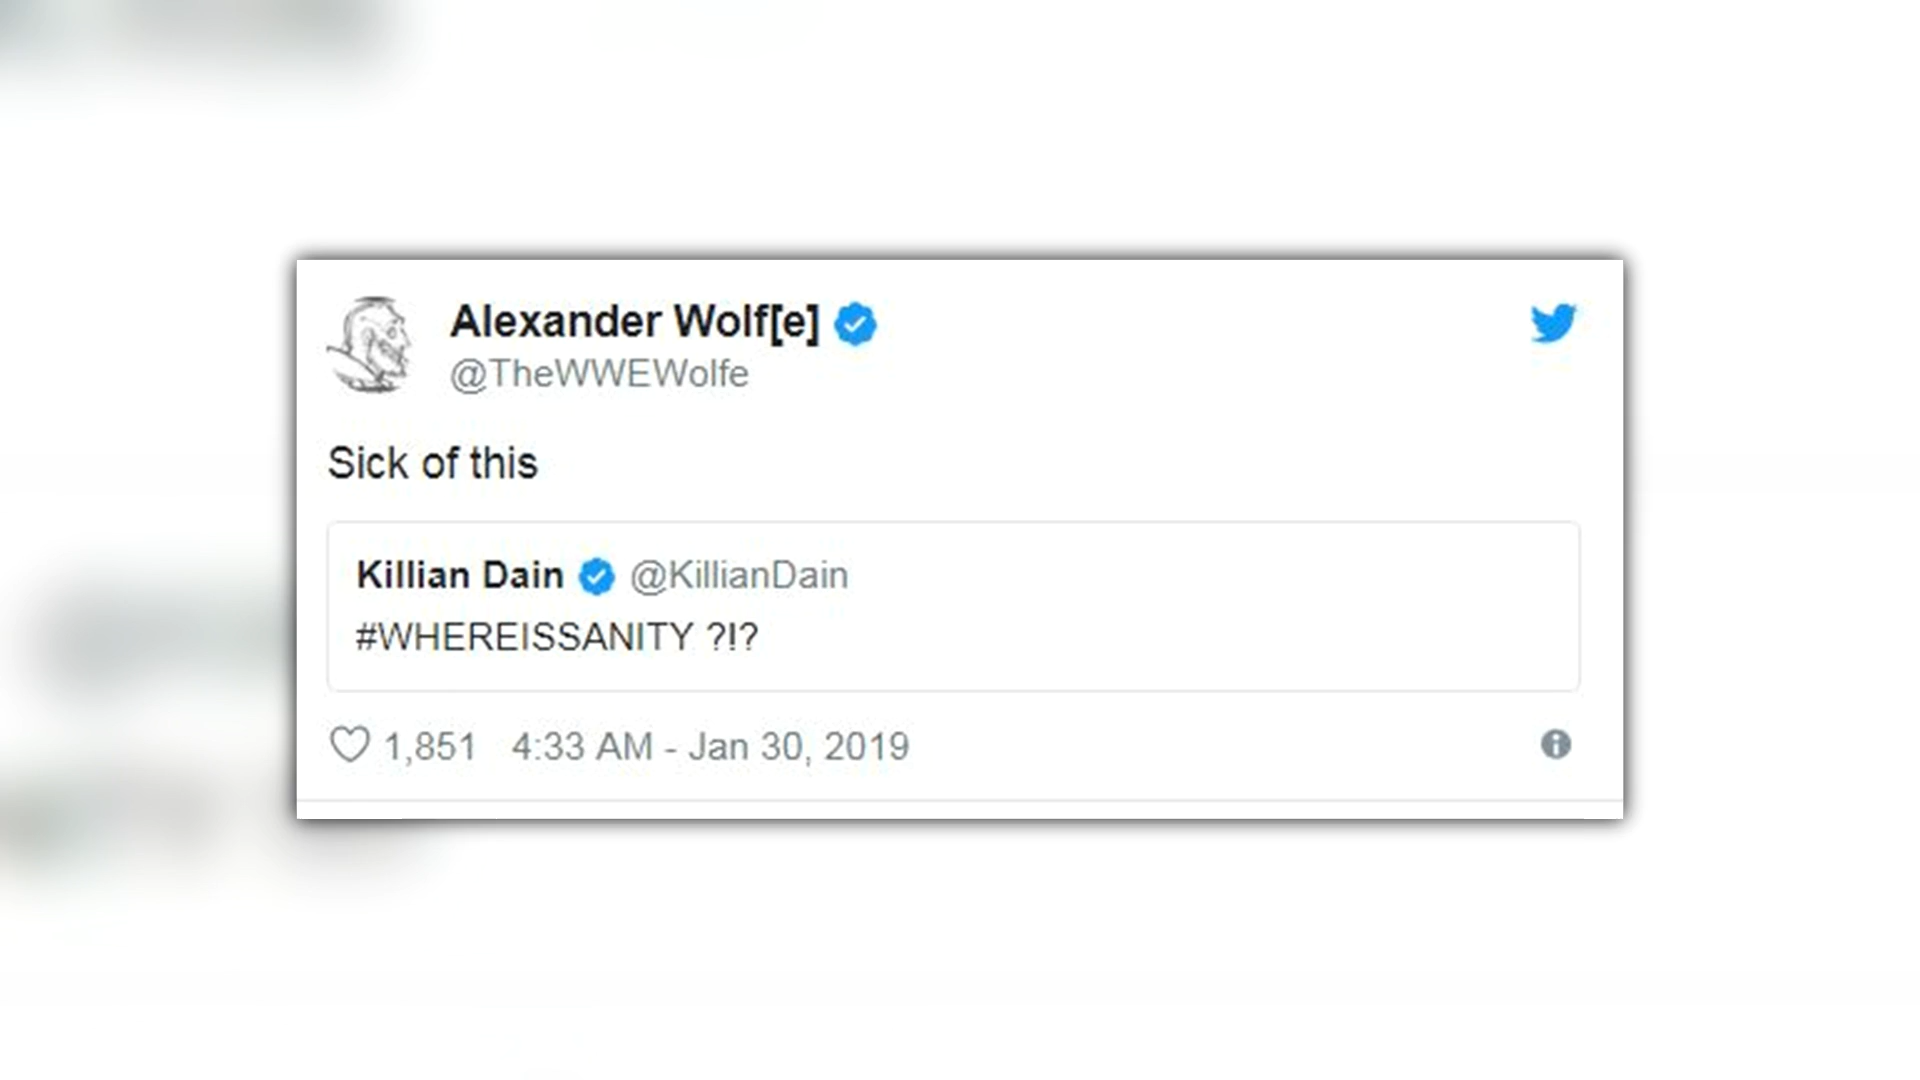 Alexander Wolf[e]
@TheWWEWolfe
Sick of this
Killian Dain @KillianDain
#WHEREISSANITY ?!?
1,851 4:33 AM - Jan 30, 2019